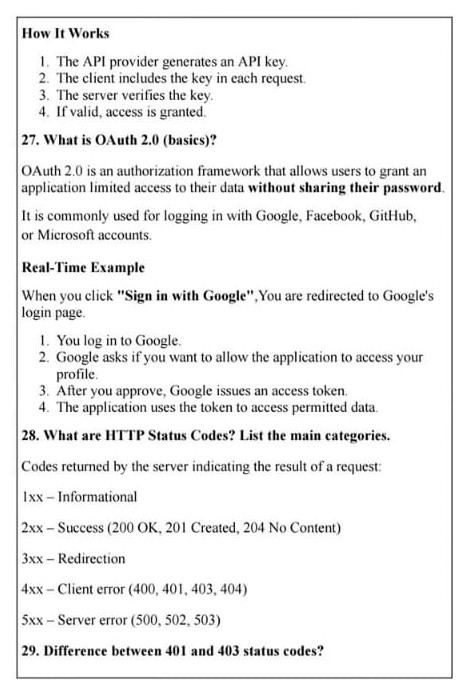 How It Works
1. The API provider generates an API key.
2. The client includes the key in each request.
3. The server verifies the key.
4. If valid, access is granted.
27. What is OAuth 2.0 (basics)?
OAuth 2.0 is an authorization framework that allows users to grant an
application limited access to their data without sharing their password.
It is commonly used for logging in with Google, Facebook, GitHub,
or Microsoft accounts.
Real-Time Example
When you click "Sign in with Google",You are redirected to Google's
login page.
1. You log in to Google.
2. Google asks if you want to allow the application to access your
profile.
3. After you approve, Google issues an access token.
4. The application uses the token to access permitted data.
28. What are HTTP Status Codes? List the main categories.
Codes returned by the server indicating the result of a request:
1xx – Informational
2xx – Success (200 OK, 201 Created, 204 No Content)
3xx – Redirection
4xx – Client error (400, 401, 403, 404)
5xx – Server error (500, 502, 503)
29. Difference between 401 and 403 status codes?